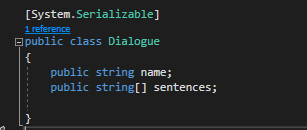 [System.Serializable]
1 reference
public class Dialogue
{
public string name;
public string[] sentences;
}